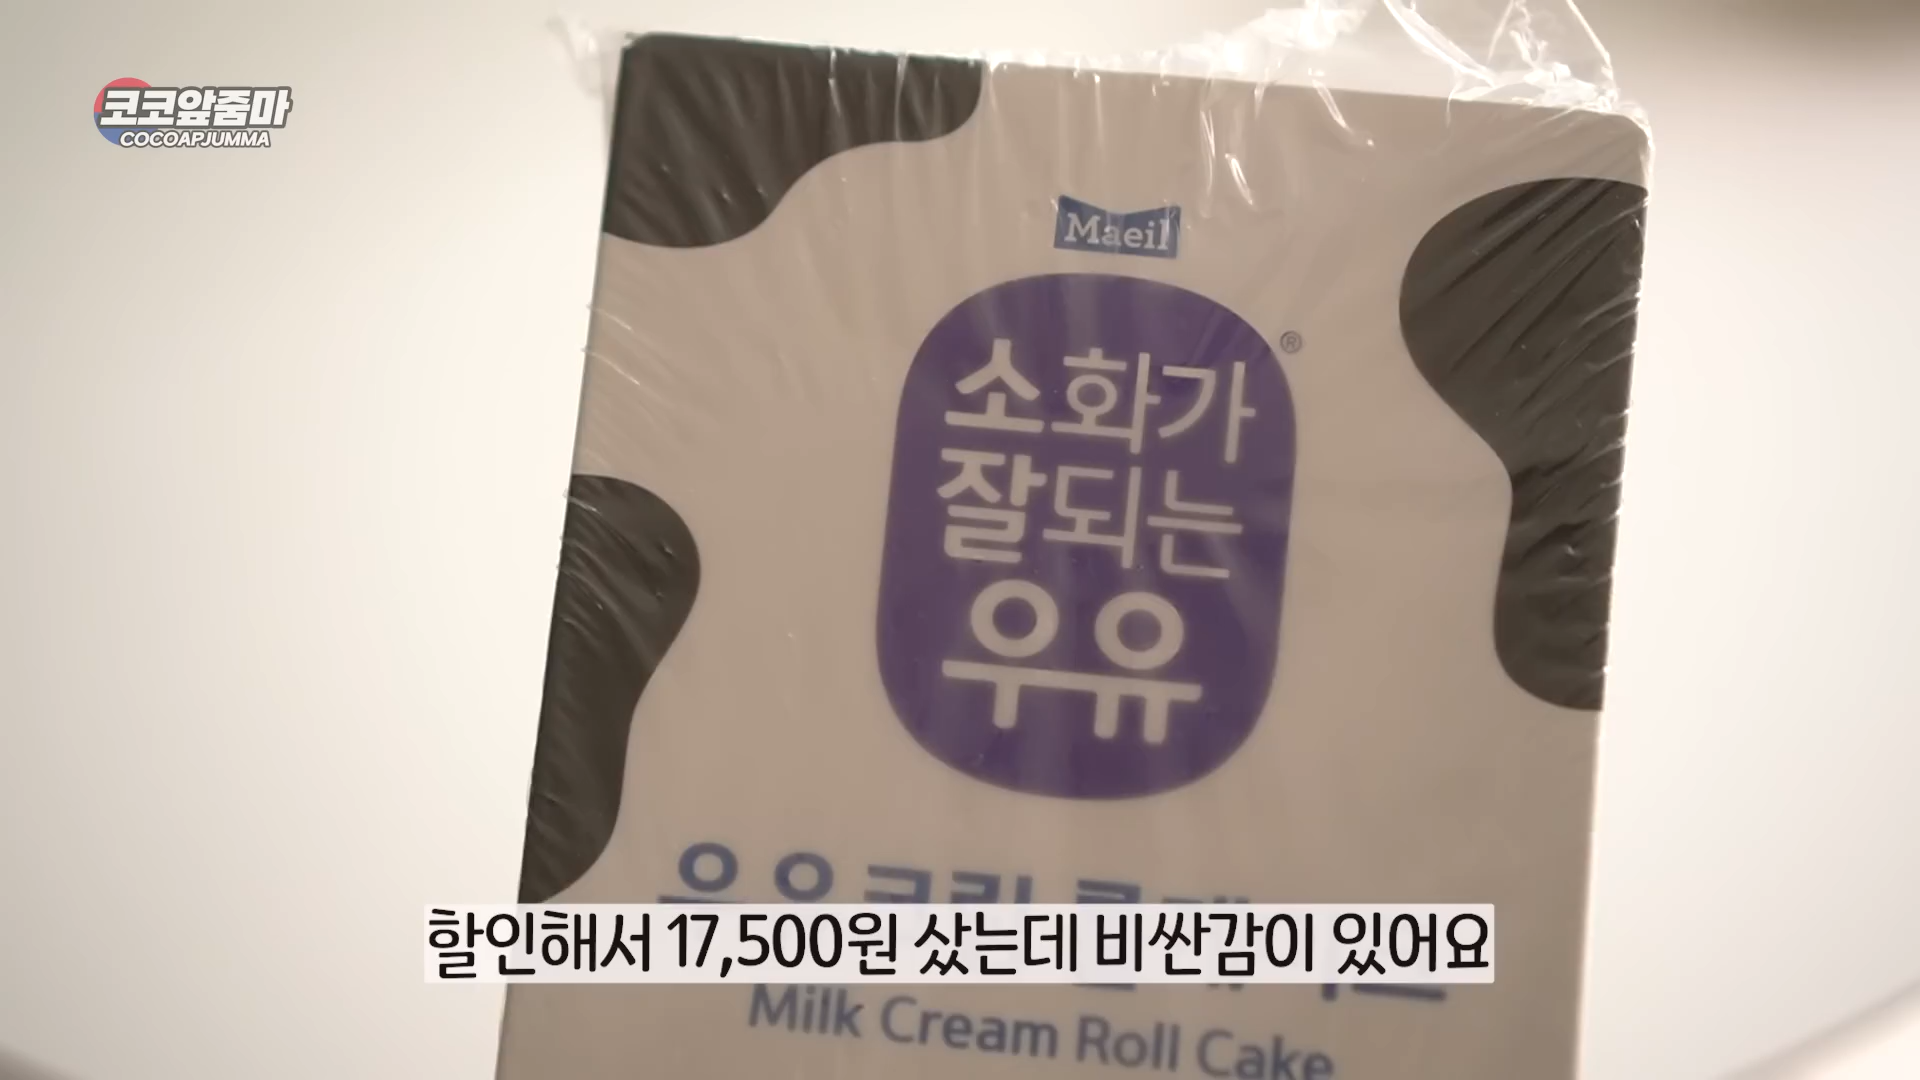 코코앞줌마
COCOAPJUMMA
Maeil
®
소화가
잘되는
우유
할인해서 17,500원 샀는데 비싼감이 있어요
Milk Cream Roll Cake